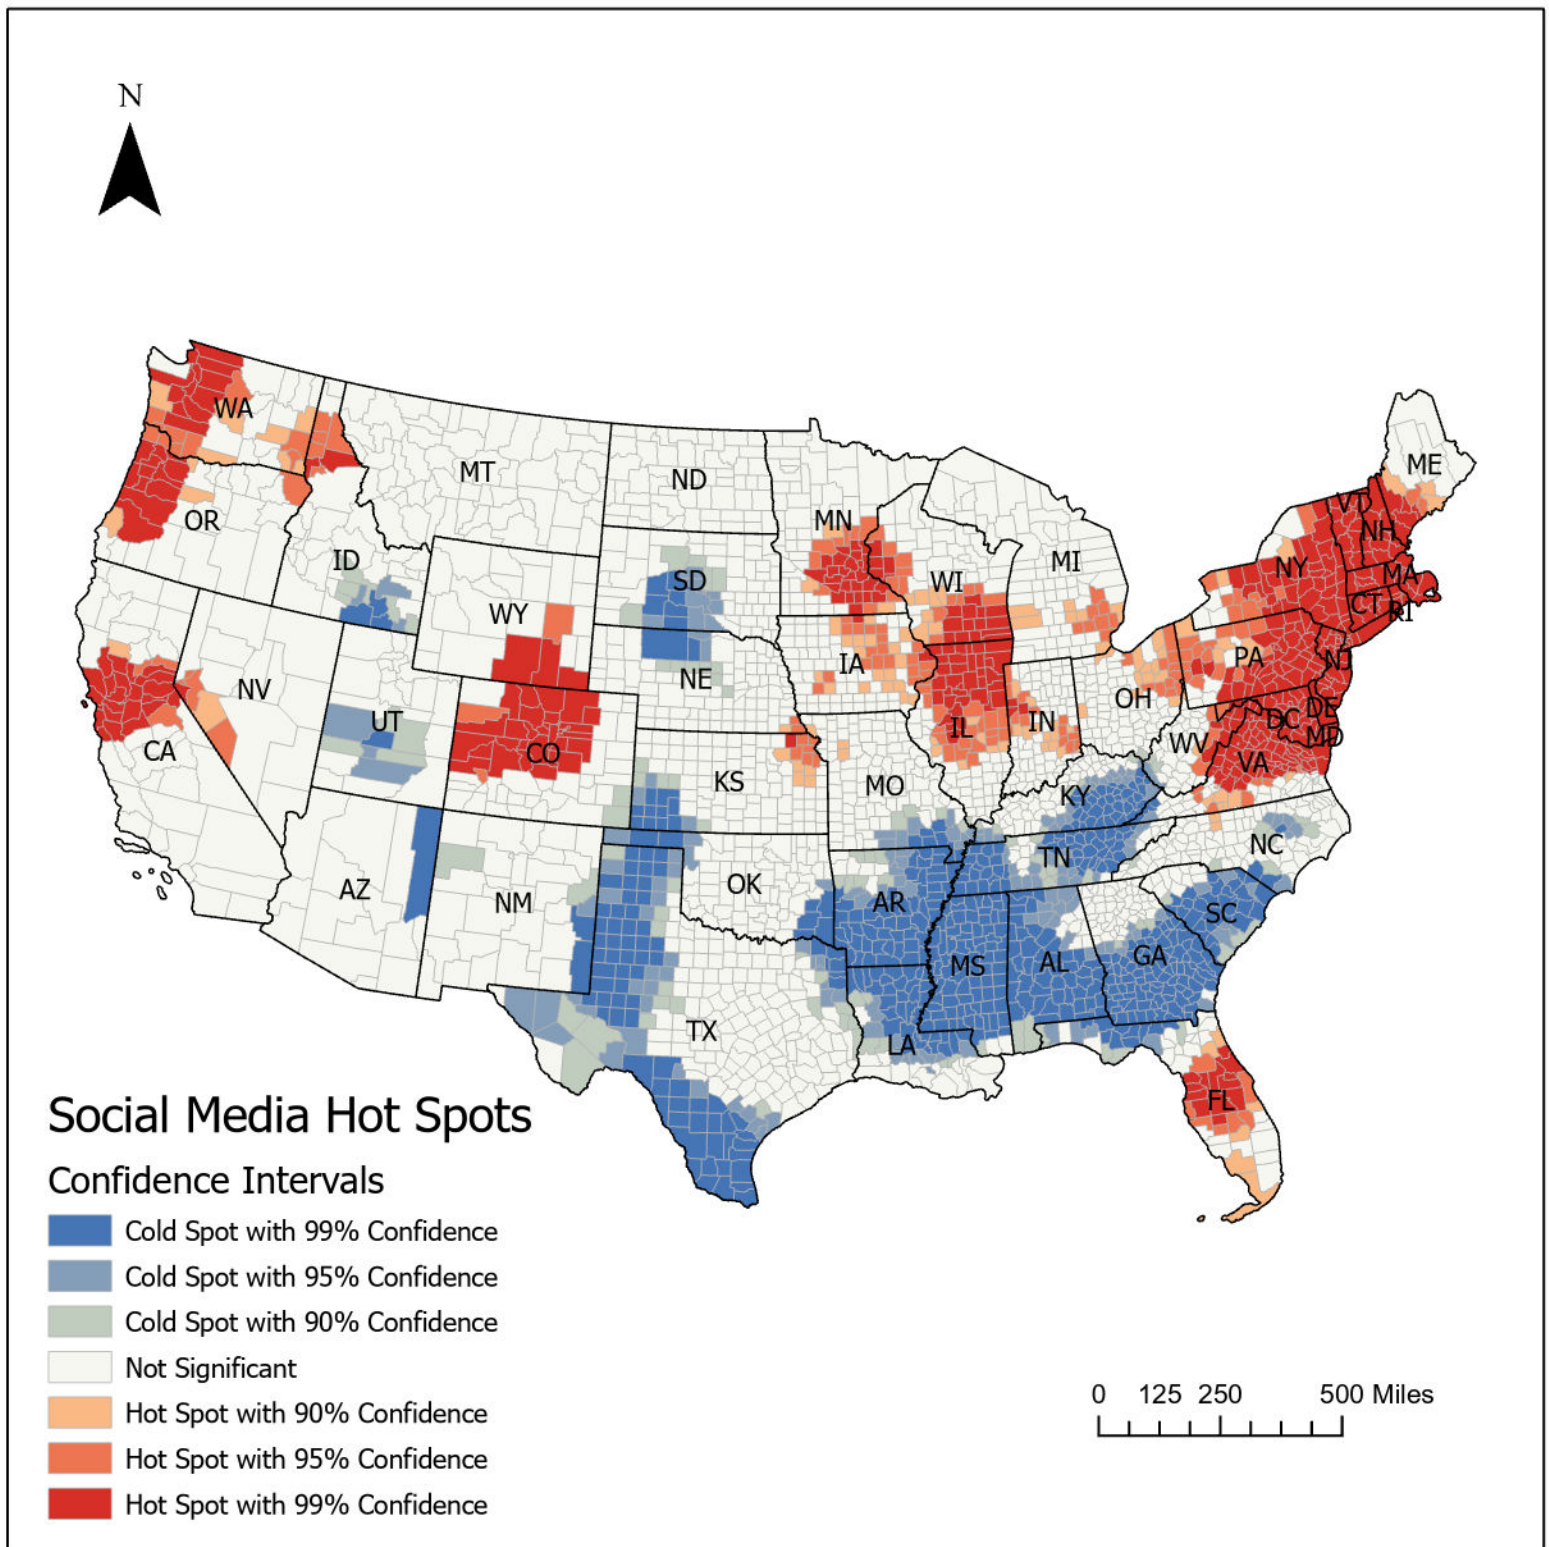 N
WA
MT
ND
ME
OR
MN
VT
NH
ID
SD
WI
MI
NY
MA
WY
CT
RI
IA
PA
NJ
NV
NE
OH
UT
IL
IN
DE
DC
MD
CA
CO
WV
VA
KS
MO
KY
NC
TN
AZ
NM
OK
AR
SC
MS
AL
GA
TX
LA
FL
Social Media Hot Spots
Confidence Intervals
Cold Spot with 99% Confidence
Cold Spot with 95% Confidence
Cold Spot with 90% Confidence
Not Significant
Hot Spot with 90% Confidence
Hot Spot with 95% Confidence
Hot Spot with 99% Confidence
0 125 250 500 Miles